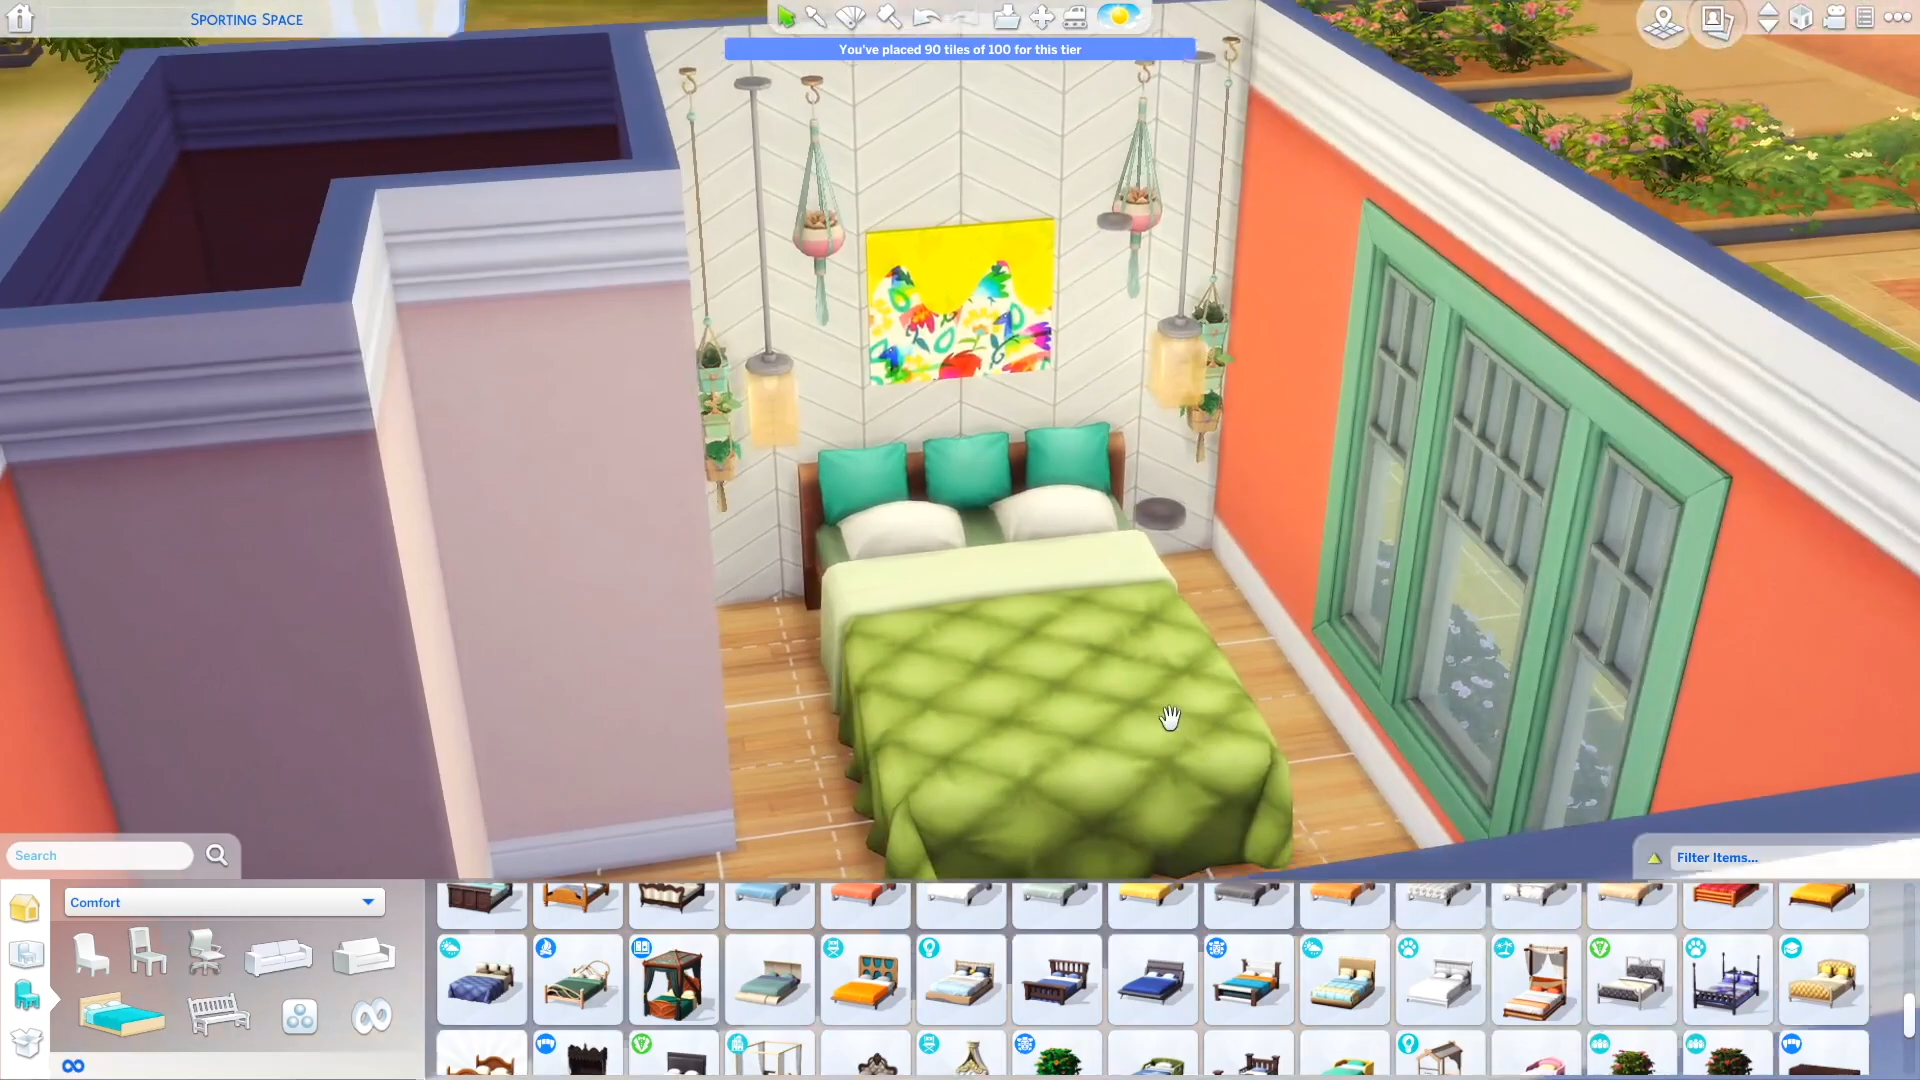 Sporting Space
You've placed 90 tiles of 100 for this tier
Search
Filter Items...
Comfort